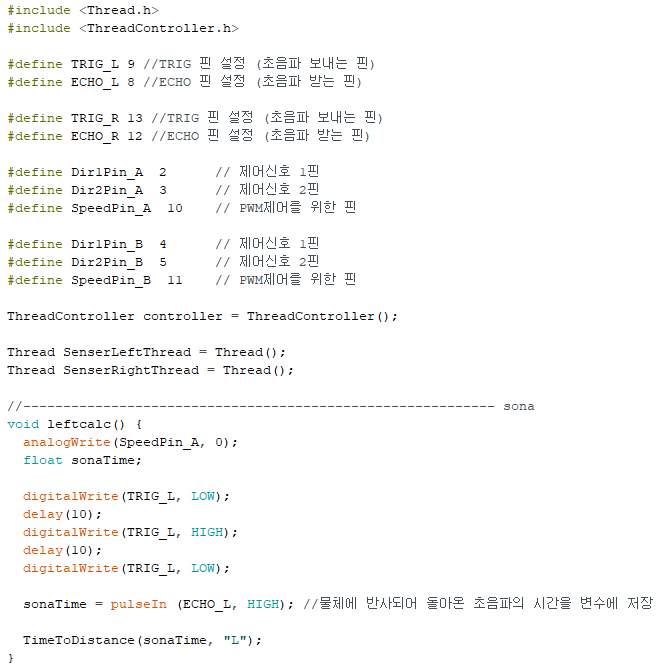 #include <Thread.h>
#include <ThreadController.h>
#define TRIG_L 9 //TRIG 핀 설정 (초음파 보내는 핀)
#define ECHO_L 8 //ECHO 핀 설정 (초음파 받는 핀)
#define TRIG_R 13 //TRIG 핀 설정 (초음파 보내는 핀)
#define ECHO_R 12 //ECHO 핀 설정 (초음파 받는 핀)
#define Dir1Pin_A  2      // 제어신호 1핀
#define Dir2Pin_A  3      // 제어신호 2핀
#define SpeedPin_A  10    // PWM제어를 위한 핀
#define Dir1Pin_B  4      // 제어신호 1핀
#define Dir2Pin_B  5      // 제어신호 2핀
#define SpeedPin_B  11    // PWM제어를 위한 핀
ThreadController controller = ThreadController();
Thread SenserLeftThread = Thread();
Thread SenserRightThread = Thread();
//----------------------------------------------------------- sona
void leftcalc() {
  analogWrite(SpeedPin_A, 0);
  float sonaTime;
  digitalWrite(TRIG_L, LOW);
  delay(10);
  digitalWrite(TRIG_L, HIGH);
  delay(10);
  digitalWrite(TRIG_L, LOW);
  sonaTime = pulseIn (ECHO_L, HIGH); //물체에 반사되어 돌아온 초음파의 시간을 변수에 저장
  TimeToDistance(sonaTime, "L");
}